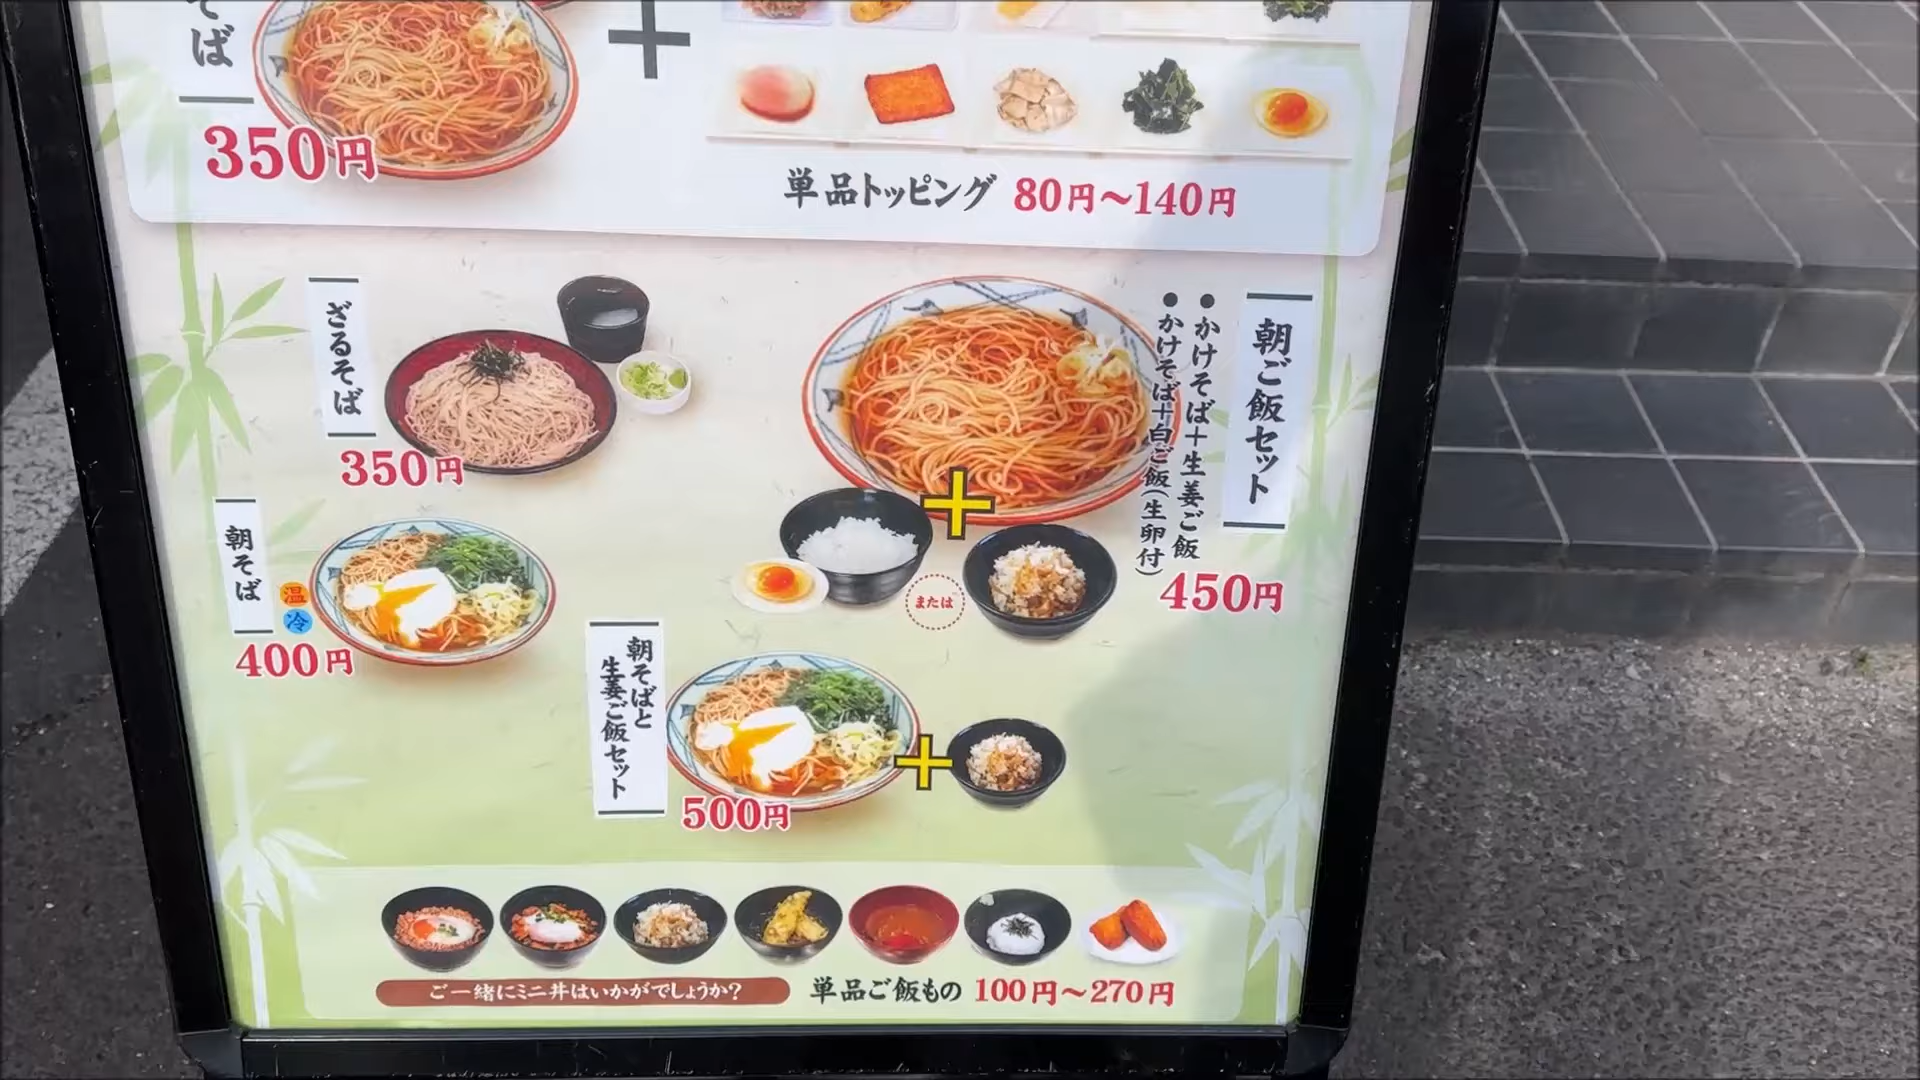 そば
350円
単品トッピング 80円～140円
ざるそば
350円
朝ご飯セット
●かけそば＋生姜ご飯
●かけそば＋白ご飯(生卵付)
450円
または
朝そば
温
冷
400円
朝そばと
生姜ご飯セット
500円
ご一緒にミニ丼はいかがでしょうか?
単品ご飯もの 100円～270円